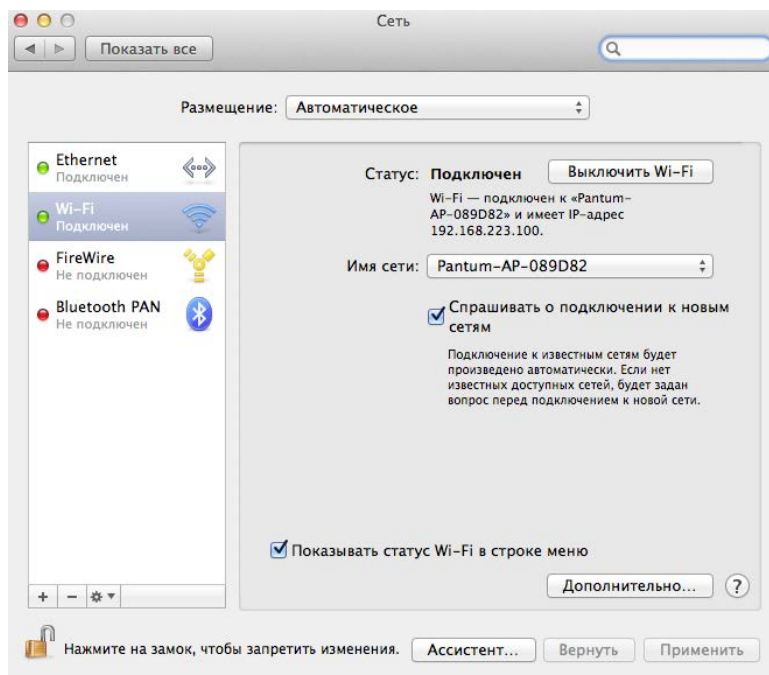 Сеть
Показать все
Размещение: Автоматическое
Ethernet
Подключен
Wi-Fi
Подключен
FireWire
Не подключен
Bluetooth PAN
Не подключен
Статус: Подключен Выключить Wi-Fi
Wi-Fi — подключен к «Pantum-
AP-089D82» и имеет IP-адрес
192.168.223.100.
Имя сети: Pantum-AP-089D82
Спрашивать о подключении к новым
сетям
Подключение к известным сетям будет
произведено автоматически. Если нет
известных доступных сетей, будет задан
вопрос перед подключением к новой сети.
Показывать статус Wi-Fi в строке меню
Дополнительно... ?
Нажмите на замок, чтобы запретить изменения. Ассистент... Вернуть Применить